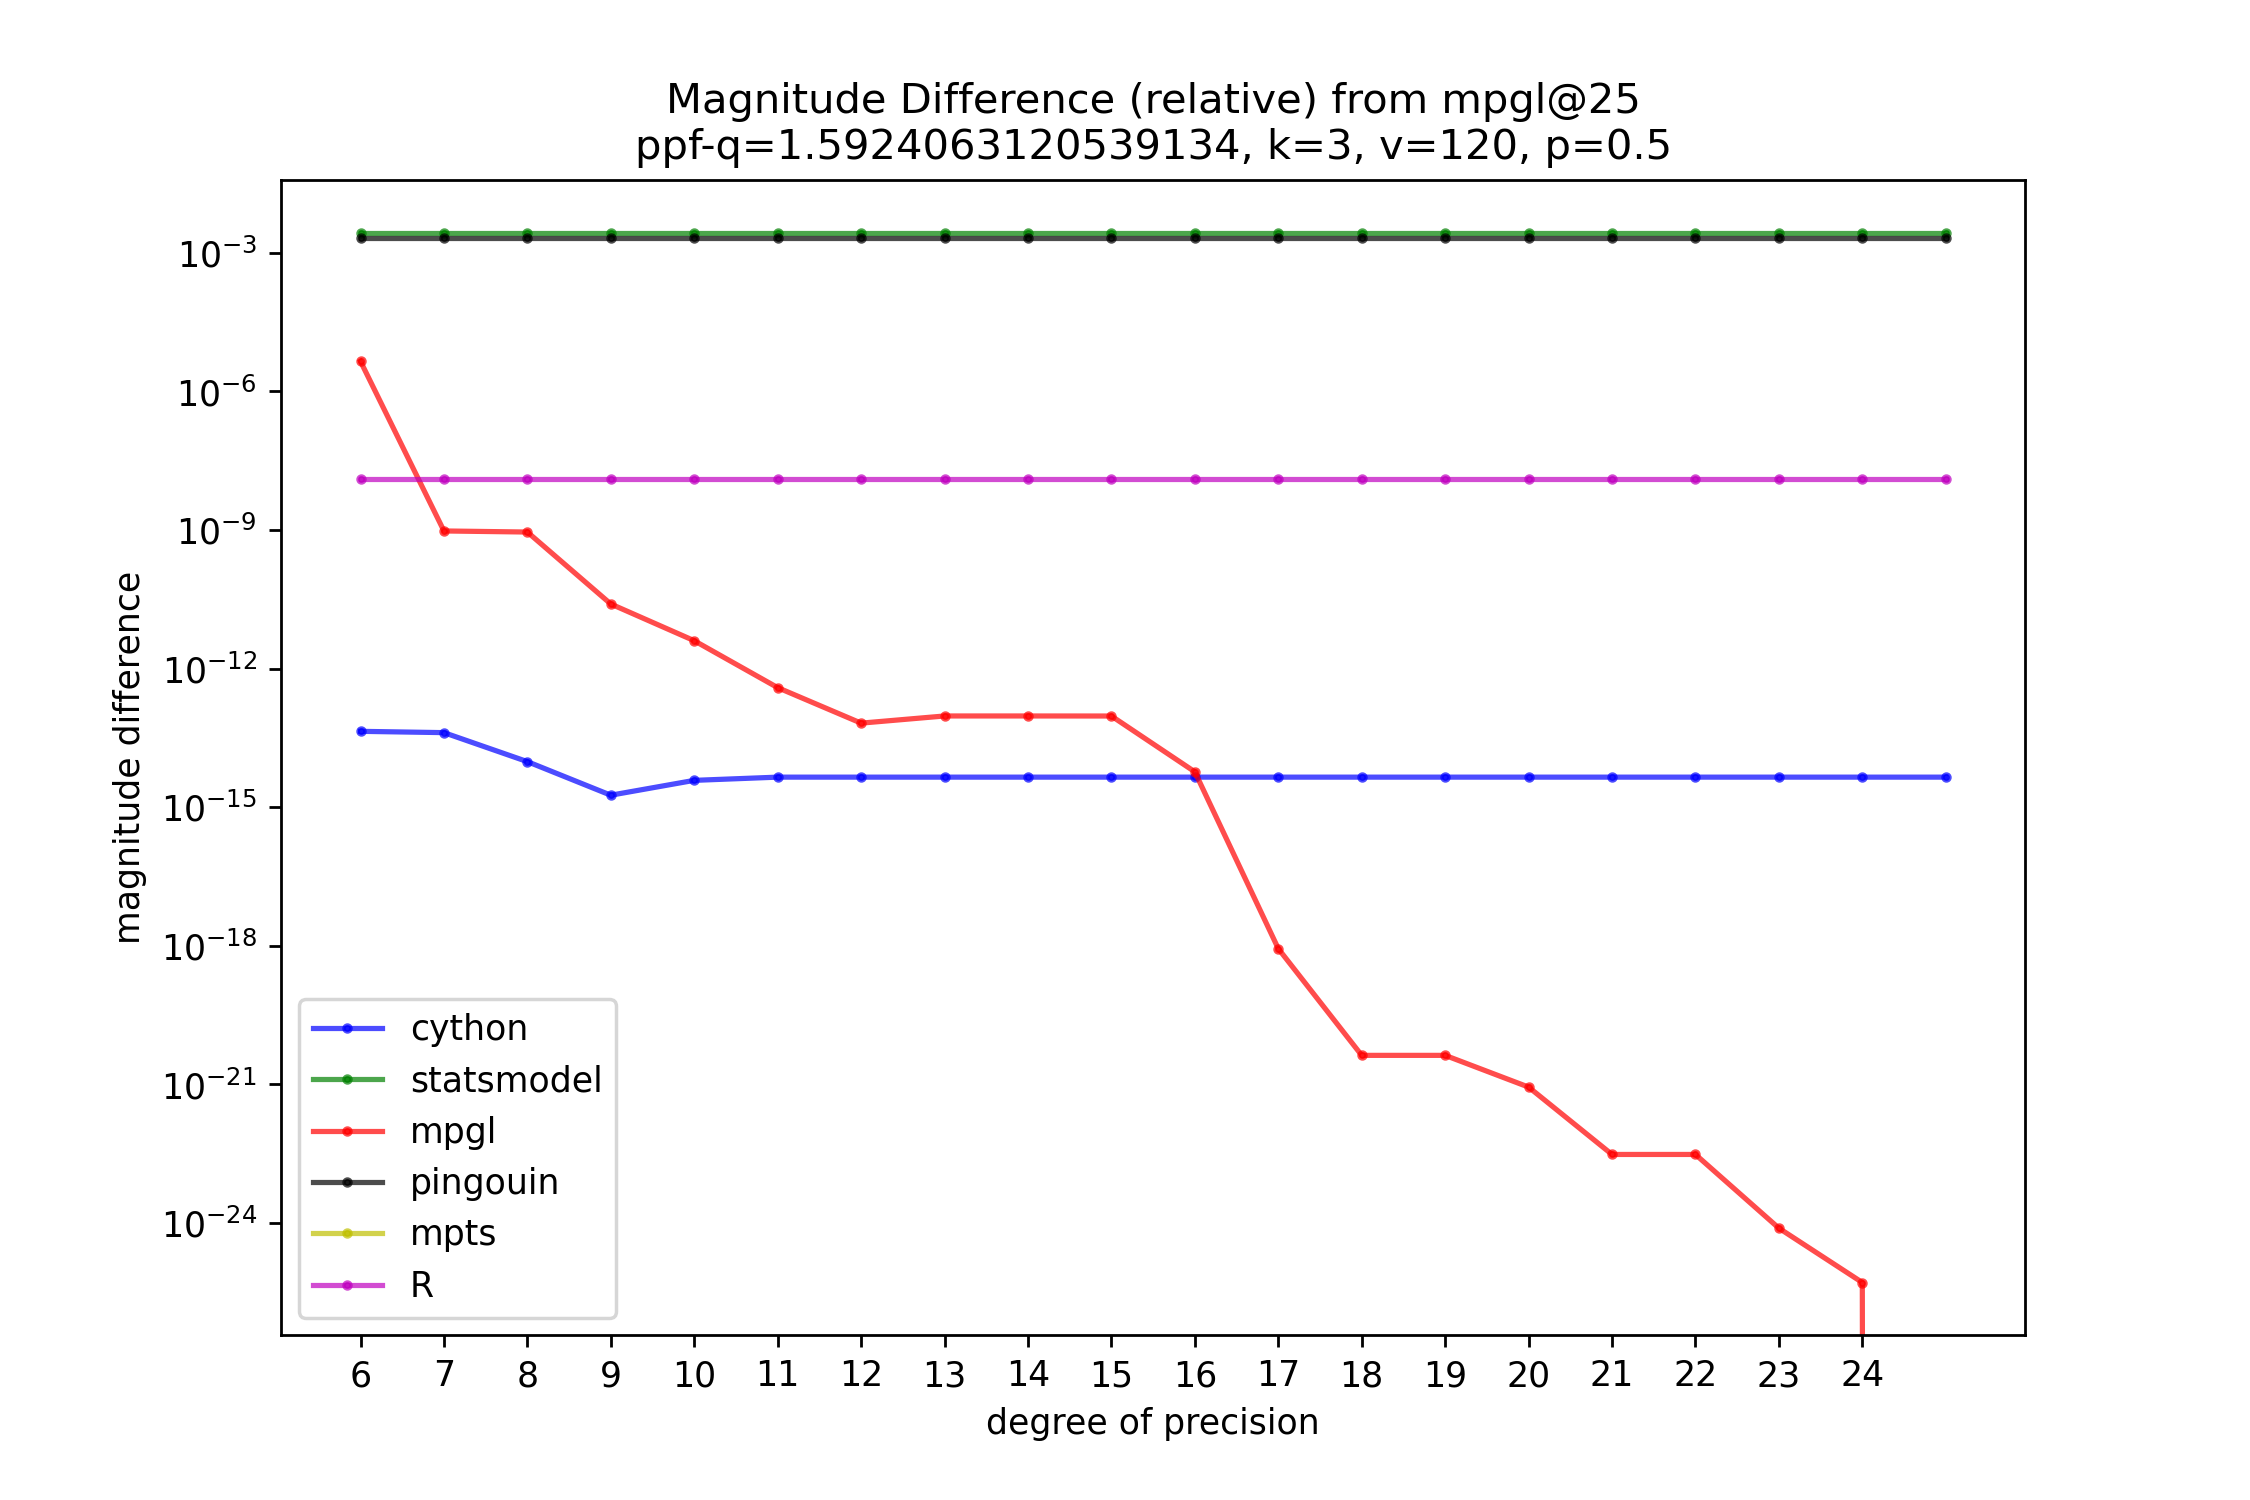 Magnitude Difference (relative) from mpgl@25
ppf-q=1.5924063120539134, k=3, v=120, p=0.5
magnitude difference
10⁻³
10⁻⁶
10⁻⁹
10⁻¹²
10⁻¹⁵
10⁻¹⁸
10⁻²¹
10⁻²⁴
cython
statsmodel
mpgl
pingouin
mpts
R
6 7 8 9 10 11 12 13 14 15 16 17 18 19 20 21 22 23 24
degree of precision